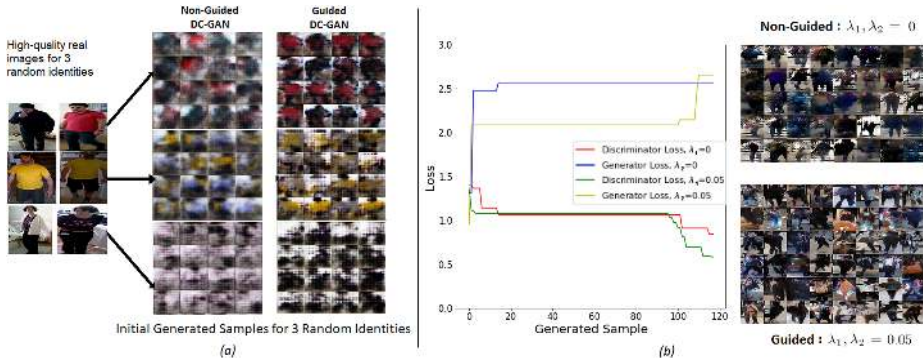 Non-Guided
DC-GAN
Guided
DC-GAN
High-quality real
images for 3
random identities
Initial Generated Samples for 3 Random Identities
(a)
3.0
2.5
2.0
1.5
1.0
0.5
0.0
Loss
0
20
40
60
80
100
120
Generated Sample
Discriminator Loss, λ₁=0
Generator Loss, λ₂=0
Discriminator Loss, λ₁=0.05
Generator Loss, λ₂=0.05
(b)
Non-Guided : λ₁, λ₂ = 0
Guided : λ₁, λ₂ = 0.05